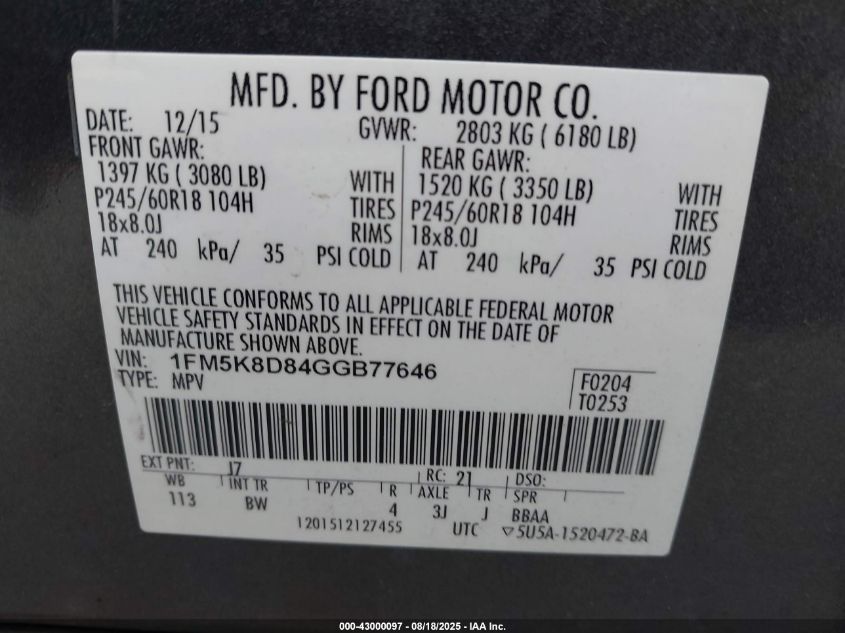 MFD. BY FORD MOTOR CO.
DATE: 12/15 GVWR: 2803 KG ( 6180 LB)
FRONT GAWR: REAR GAWR:
1397 KG ( 3080 LB) WITH 1520 KG ( 3350 LB) WITH
P245/60R18 104H TIRES P245/60R18 104H TIRES
18x8.0J RIMS 18x8.0J RIMS
AT 240 kPa/ 35 PSI COLD AT 240 kPa/ 35 PSI COLD
THIS VEHICLE CONFORMS TO ALL APPLICABLE FEDERAL MOTOR
VEHICLE SAFETY STANDARDS IN EFFECT ON THE DATE OF
MANUFACTURE SHOWN ABOVE.
VIN: 1FM5K8D84GGB77646
TYPE: MPV F0204
T0253
EXT PNT: J7 RC: 21 DSO:
WB INT TR TP/PS R AXLE TR SPR
113 BW 4 3J J BBAA
1201512127455 UTC ▽5U5A-1520472-BA
000-43000097 - 08/18/2025 - IAA Inc.